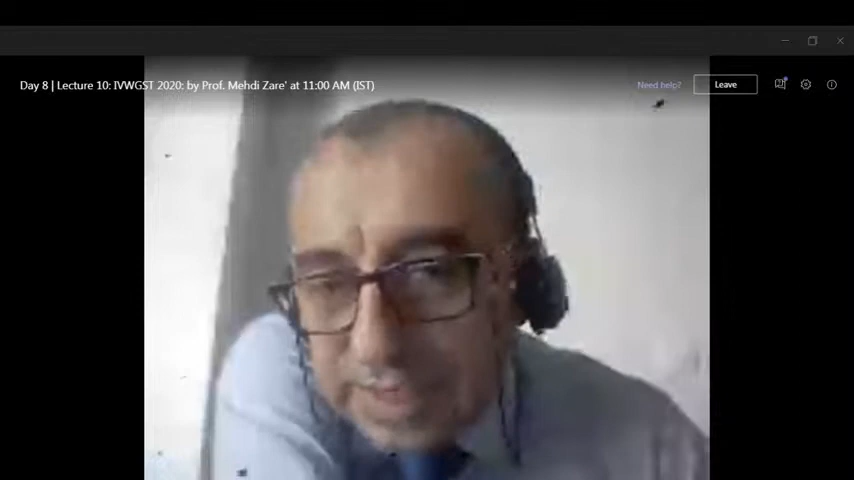 Day 8 | Lecture 10: IVWGST 2020: by Prof. Mehdi Zare' at 11:00 AM (IST)
Need help?
Leave